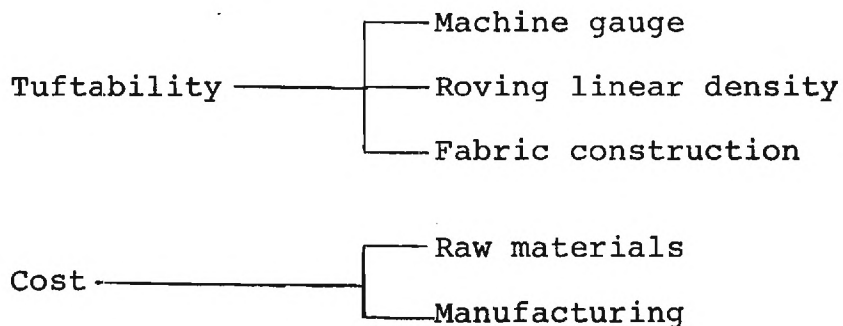 Machine gauge
Tuftability
Roving linear density
Fabric construction
Raw materials
Cost
Manufacturing